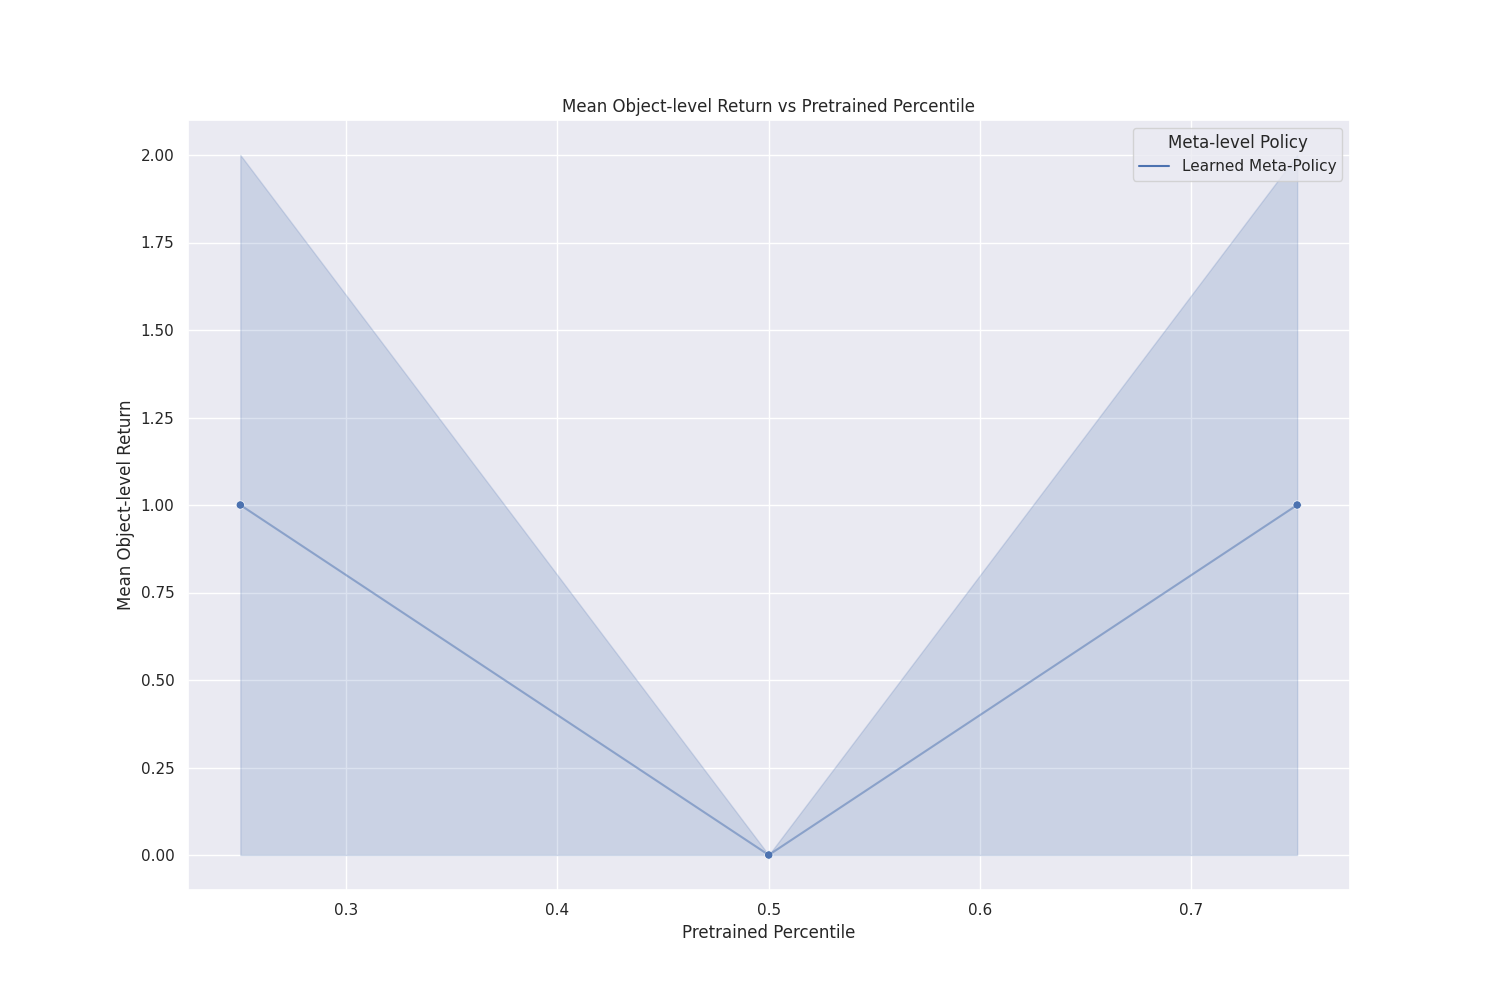 Mean Object-level Return vs Pretrained Percentile
Meta-level Policy
Learned Meta-Policy
Mean Object-level Return
2.00
1.75
1.50
1.25
1.00
0.75
0.50
0.25
0.00
0.3 0.4 0.5 0.6 0.7
Pretrained Percentile